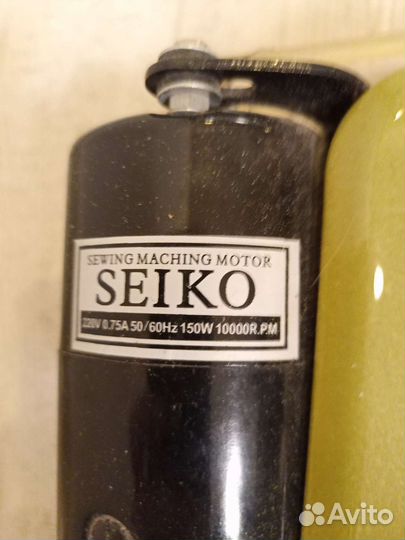 SEWING MACHING MOTOR
SEIKO
220V 0.75A 50/60Hz 150W 10000R.PM
Avito